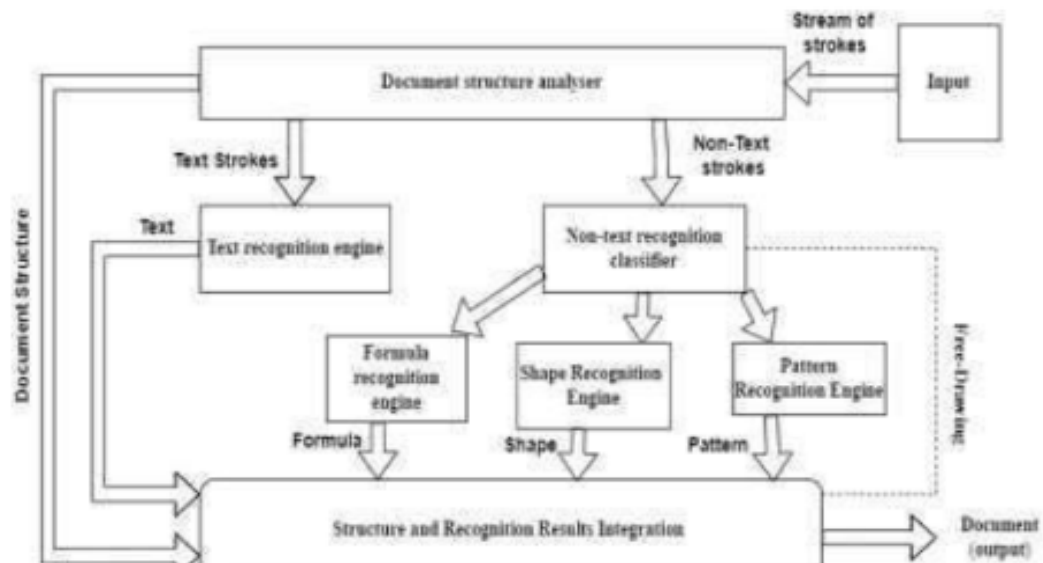 Stream of
strokes
Input
Document structure analyser
Text Strokes
Non-Text
strokes
Document Structure
Text
Text recognition engine
Non-text recognition
classifier
Free-Drawing
Formula
recognition
engine
Shape Recognition
Engine
Pattern
Recognition Engine
Formula
Shape
Pattern
Structure and Recognition Results Integration
Document
(output)